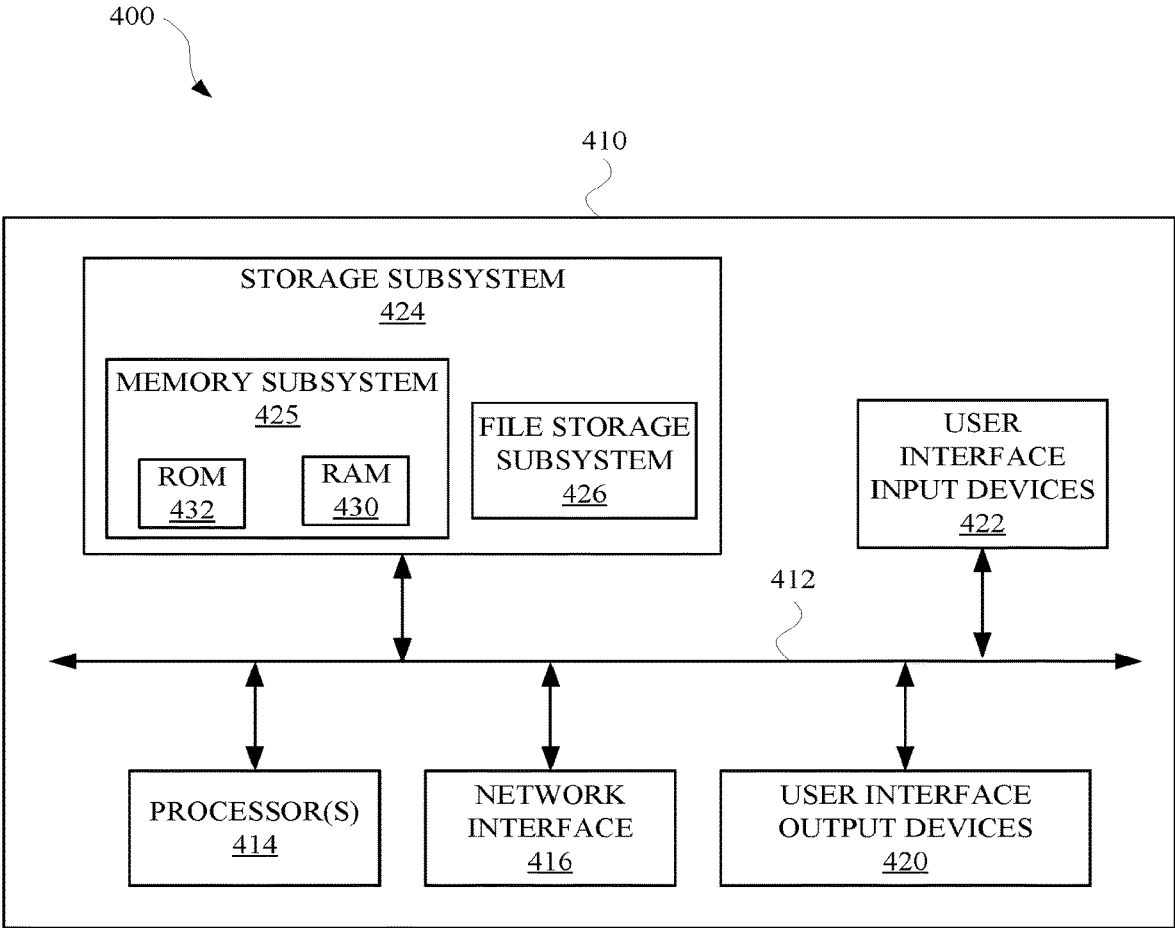 400
410
STORAGE SUBSYSTEM
424
MEMORY SUBSYSTEM
425
ROM
432
RAM
430
FILE STORAGE
SUBSYSTEM
426
USER
INTERFACE
INPUT DEVICES
422
412
PROCESSOR(S)
414
NETWORK
INTERFACE
416
USER INTERFACE
OUTPUT DEVICES
420